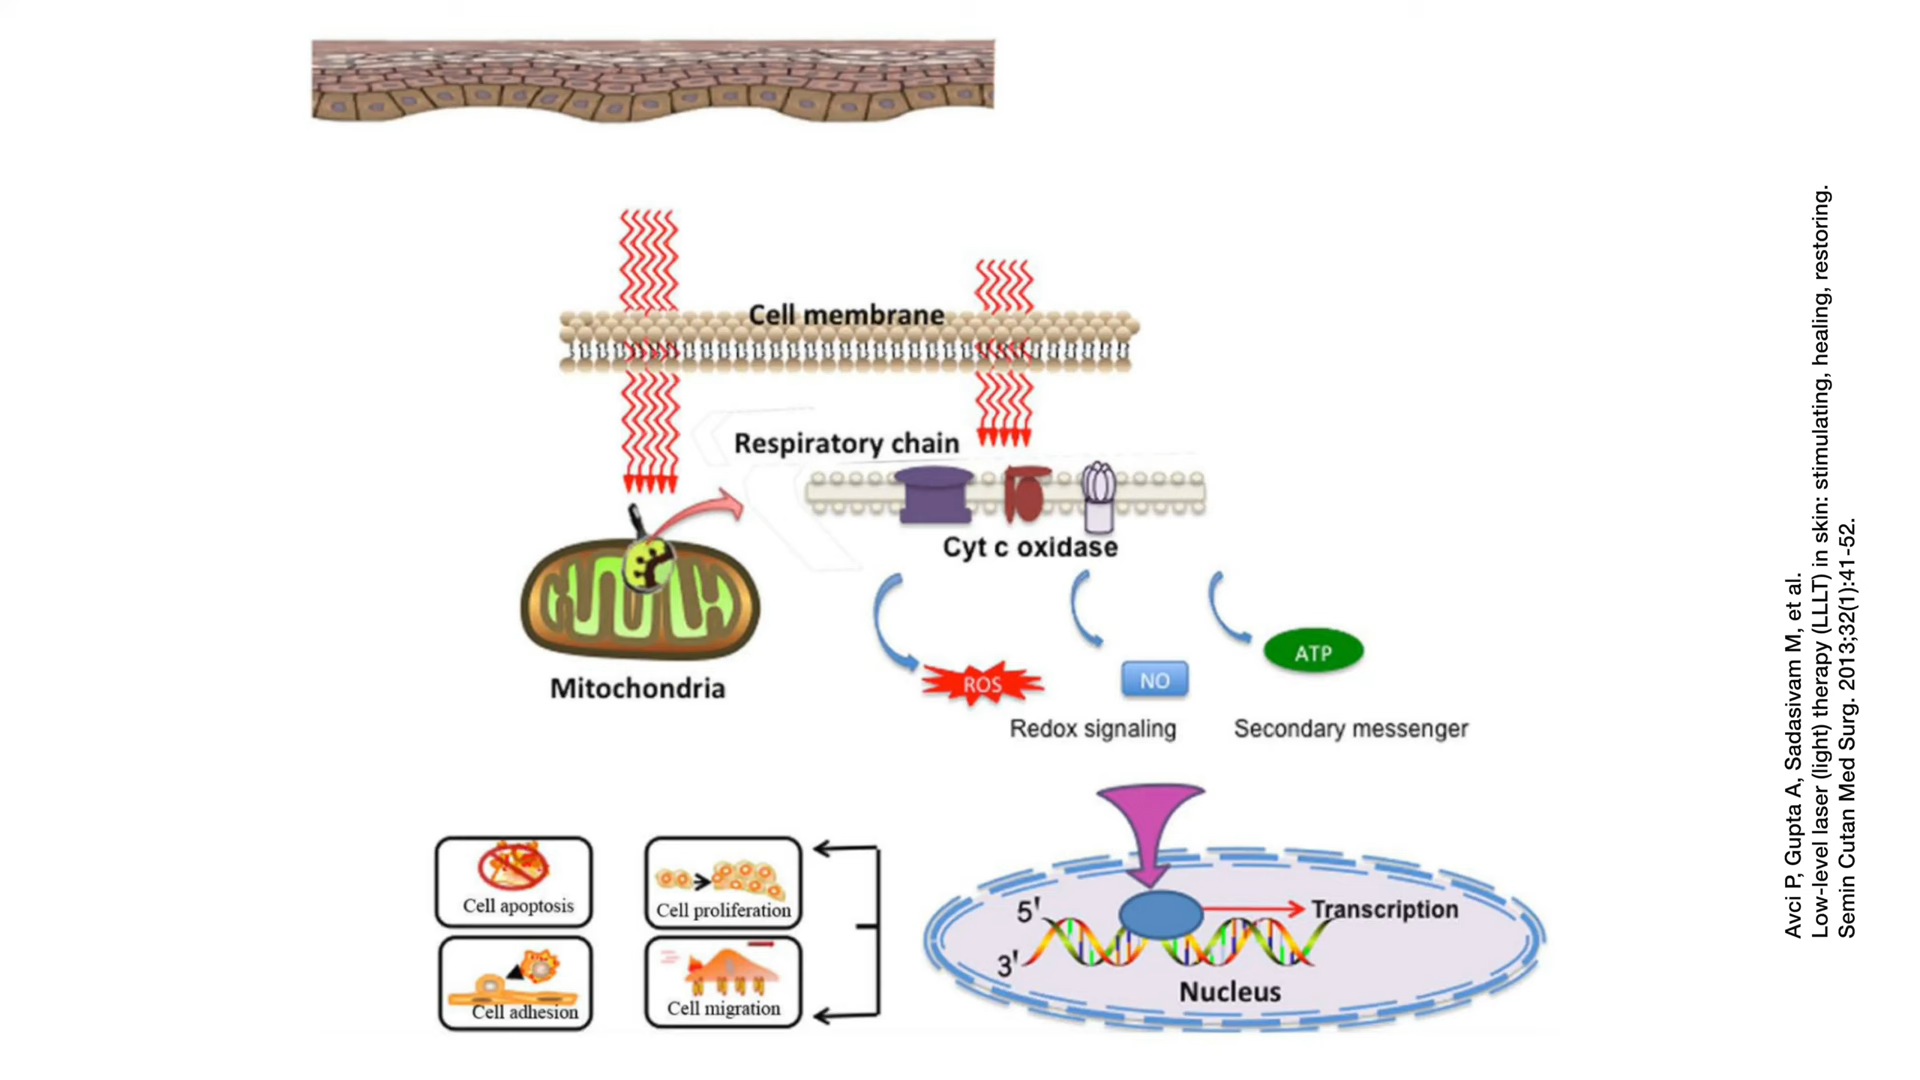 Cell membrane
Respiratory chain
Cyt c oxidase
Mitochondria
ROS
NO
ATP
Redox signaling
Secondary messenger
Cell apoptosis
Cell proliferation
Cell adhesion
Cell migration
5'
3'
Transcription
Nucleus
Avci P, Gupta A, Sadasivam M, et al.
Low-level laser (light) therapy (LLLT) in skin: stimulating, healing, restoring.
Semin Cutan Med Surg. 2013;32(1):41-52.